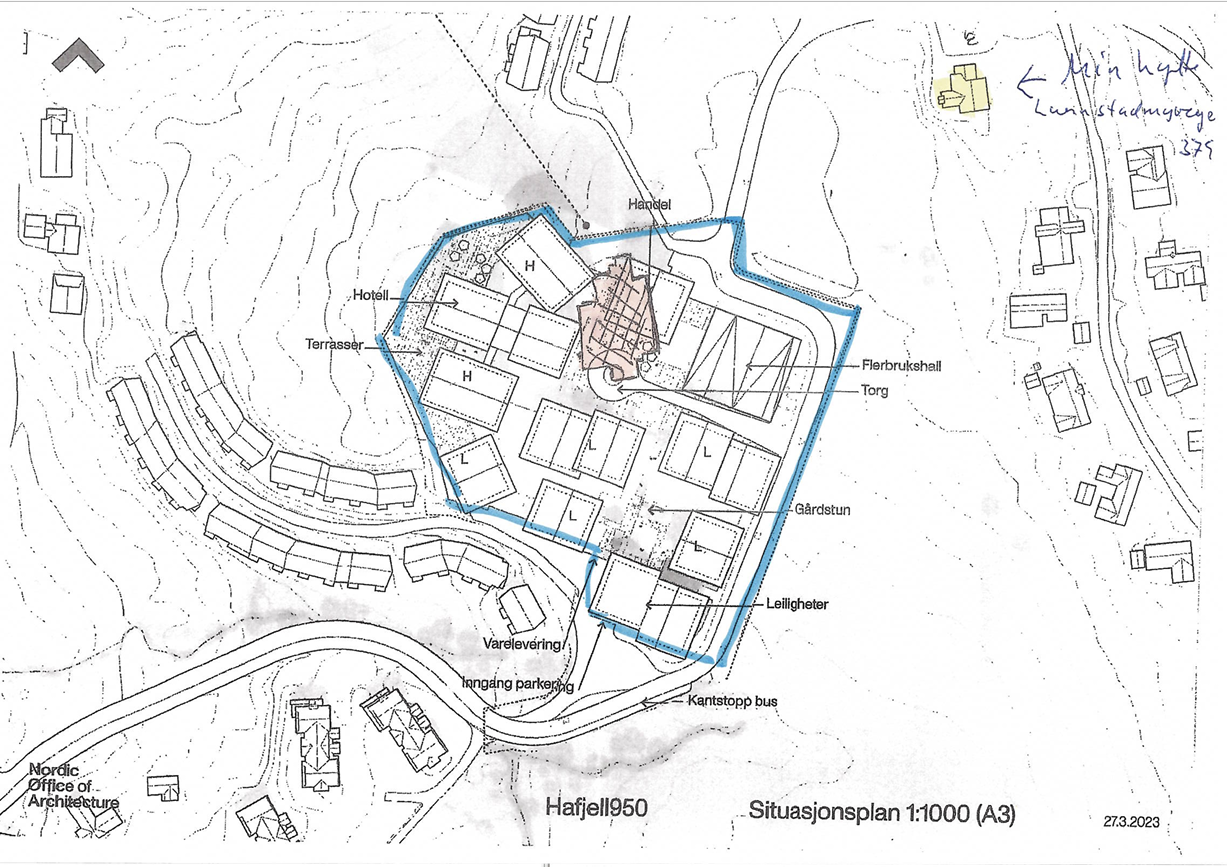 ← Min hytte
379
Handel
H
Hotell
Terrasser
H
Flerbrukshall
Torg
L
L
L
L
Gårdstun
L
Leiligheter
Varelevering
Inngang parkering
Kantstopp bus
Nordic
Office of
Architecture
Hafjell950
Situasjonsplan 1:1000 (A3)
27.3.2023